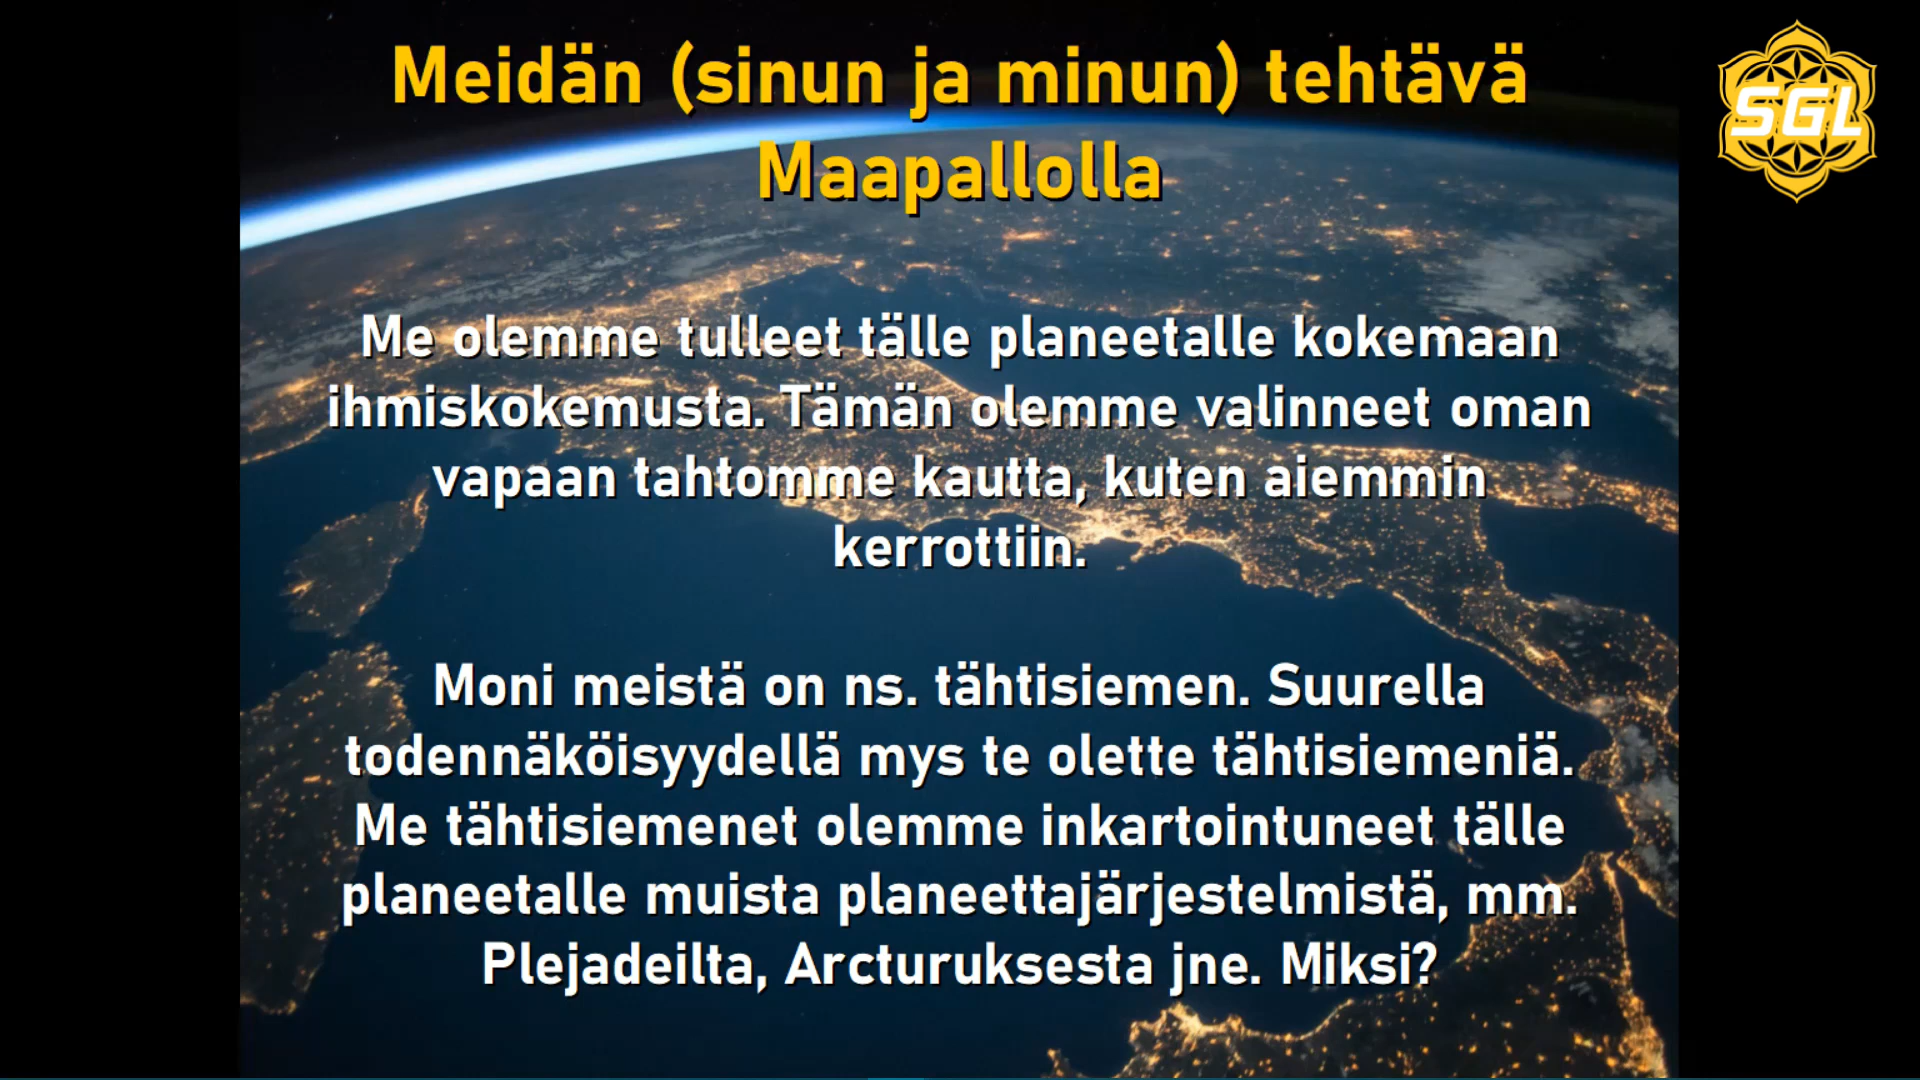 Meidän (sinun ja minun) tehtävä
Maapallolla
SGL
Me olemme tulleet tälle planeetalle kokemaan
ihmiskokemusta. Tämän olemme valinneet oman
vapaan tahtomme kautta, kuten aiemmin
kerrottiin.
Moni meistä on ns. tähtisiemen. Suurella
todennäköisyydellä mys te olette tähtisiemeniä.
Me tähtisiemenet olemme inkartointuneet tälle
planeetalle muista planeettajärjestelmistä, mm.
Plejadeilta, Arcturuksesta jne. Miksi?